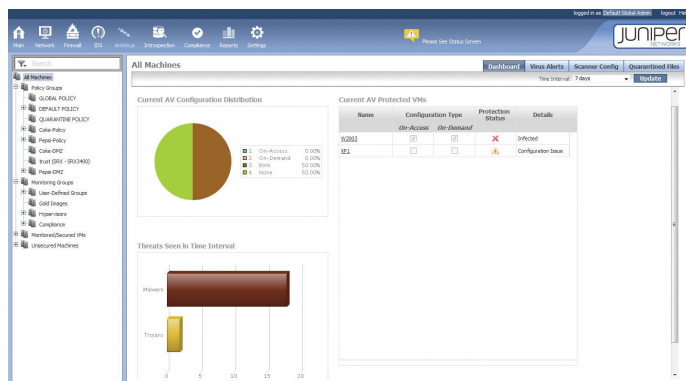 logged in as Default Global Admin logout He
Main Network Firewall IDS AntiVirus Introspection Compliance Reports Settings
Please See Status Screen
JUNIPER
NETWORKS
Search
All Machines
Policy Groups
GLOBAL POLICY
DEFAULT POLICY
QUARANTINE POLICY
Coke-Policy
Pepsi-Policy
Coke-DMZ
trust (SRX - SRX3400)
Pepsi-DMZ
Monitoring Groups
User-Defined Groups
Gold Images
Hypervisors
Compliance
Monitored/Secured VMs
Unsecured Machines
All Machines
Dashboard Virus Alerts Scanner Config Quarantined Files
Time Interval: 7 days Update
Current AV Configuration Distribution
1. On-Access 0.00%
2. On-Demand 0.00%
3. Both 50.00%
4. None 50.00%
Threats Seen in Time Interval
Malware
Trojans
0 5 10 15 20
Current AV Protected VMs
Name Configuration Type Protection Status Details
On-Access On-Demand
W2003 Infected
XP1 Configuration Issue